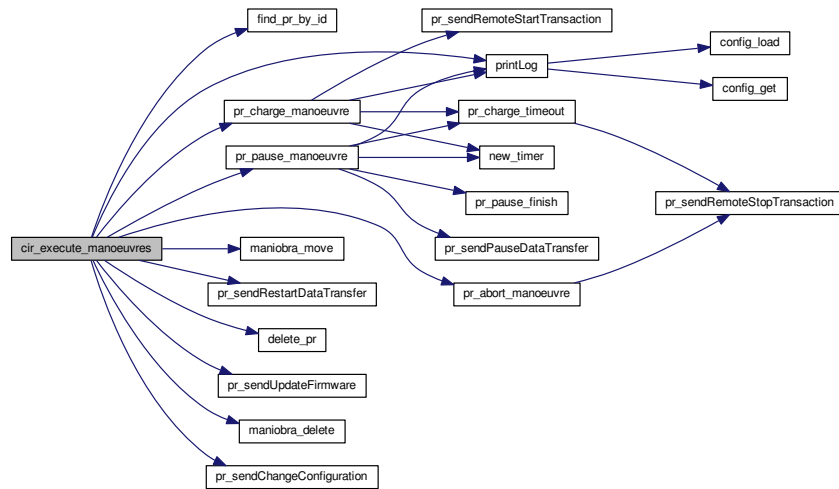 find_pr_by_id
pr_sendRemoteStartTransaction
printLog
config_load
config_get
pr_charge_manoeuvre
pr_charge_timeout
pr_pause_manoeuvre
new_timer
pr_pause_finish
pr_sendRemoteStopTransaction
cir_execute_manoeuvres
maniobra_move
pr_sendPauseDataTransfer
pr_sendRestartDataTransfer
pr_abort_manoeuvre
delete_pr
pr_sendUpdateFirmware
maniobra_delete
pr_sendChangeConfiguration